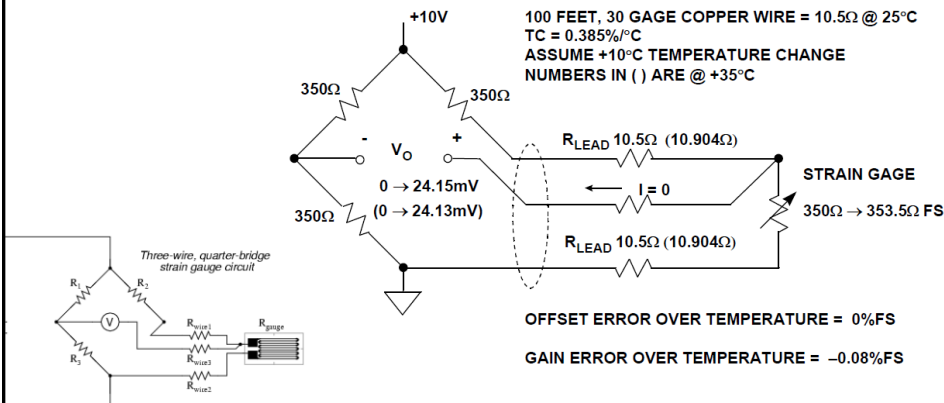 +10V
100 FEET, 30 GAGE COPPER WIRE = 10.5Ω @ 25°C
TC = 0.385%/°C
ASSUME +10°C TEMPERATURE CHANGE
NUMBERS IN ( ) ARE @ +35°C
350Ω
350Ω
-
+
VO
RLEAD 10.5Ω (10.904Ω)
STRAIN GAGE
0 → 24.15mV
I = 0
350Ω
(0 → 24.13mV)
350Ω → 353.5Ω FS
RLEAD 10.5Ω (10.904Ω)
Three-wire, quarter-bridge
strain gauge circuit
R1
R2
V
Rwire1
Rgauge
R3
Rwire3
Rwire2
OFFSET ERROR OVER TEMPERATURE = 0%FS
GAIN ERROR OVER TEMPERATURE = –0.08%FS